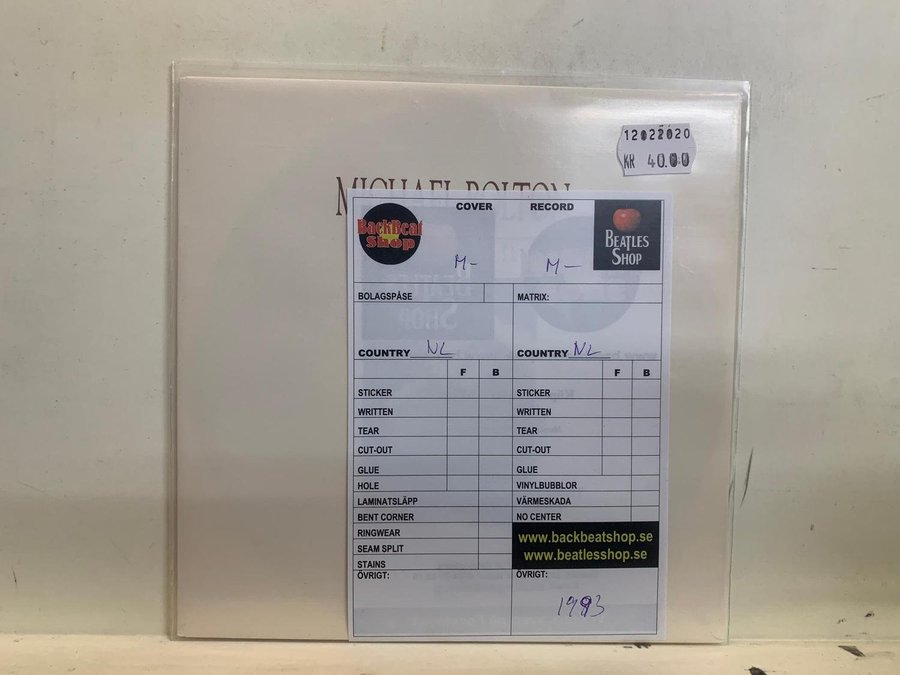 12022020
KR 40.00
MICHAEL BOLTON
BackBeat
Shop
COVER
RECORD
BEATLES
SHOP
M-
M-
BOLAGSPÅSE
MATRIX:
COUNTRY NL
COUNTRY NL
F B
F B
STICKER
STICKER
WRITTEN
WRITTEN
TEAR
TEAR
CUT-OUT
CUT-OUT
GLUE
GLUE
HOLE
VINYLBUBBLOR
LAMINATSLÄPP
VÄRMESKADA
BENT CORNER
NO CENTER
RINGWEAR
www.backbeatshop.se
SEAM SPLIT
www.beatlesshop.se
STAINS
ÖVRIGT:
ÖVRIGT:
1993